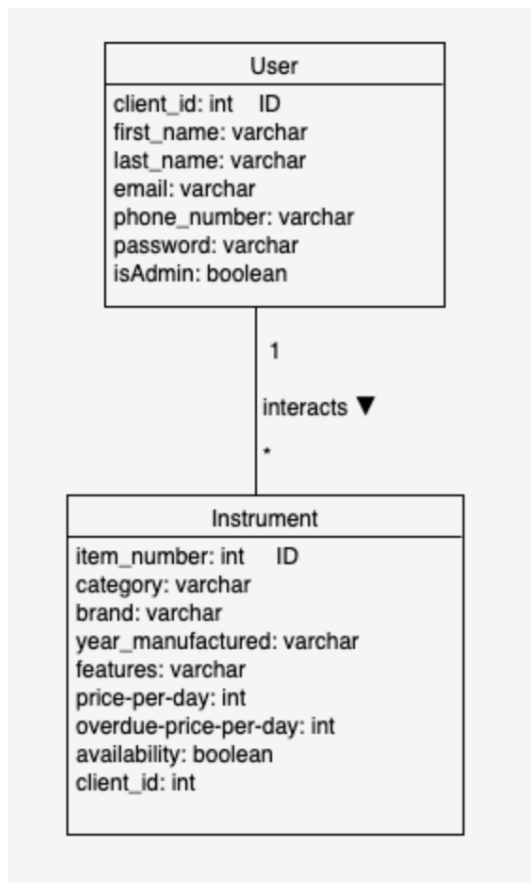 User
client_id: int ID
first_name: varchar
last_name: varchar
email: varchar
phone_number: varchar
password: varchar
isAdmin: boolean
1
interacts ▼
*
Instrument
item_number: int ID
category: varchar
brand: varchar
year_manufactured: varchar
features: varchar
price-per-day: int
overdue-price-per-day: int
availability: boolean
client_id: int